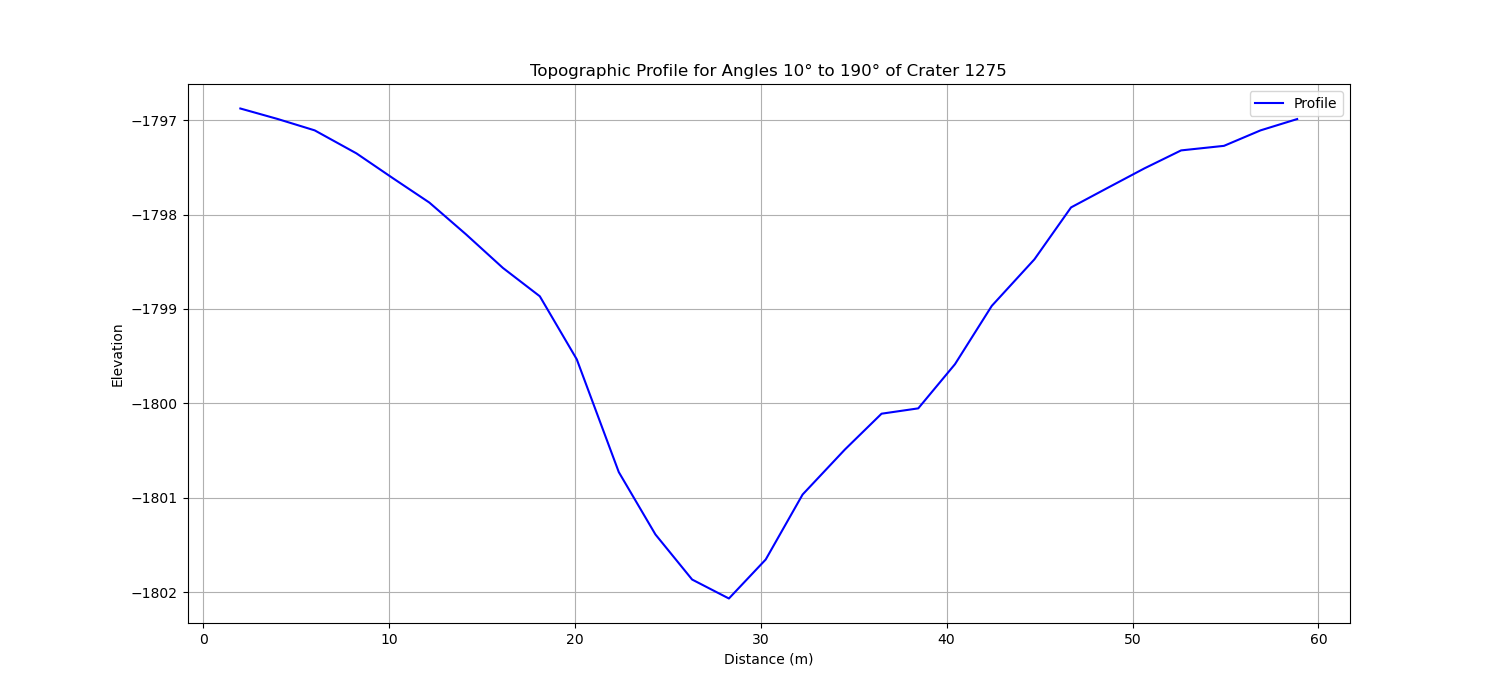 Topographic Profile for Angles 10° to 190° of Crater 1275
Profile
−1797
−1798
−1799
−1800
−1801
−1802
Elevation
0 10 20 30 40 50 60
Distance (m)